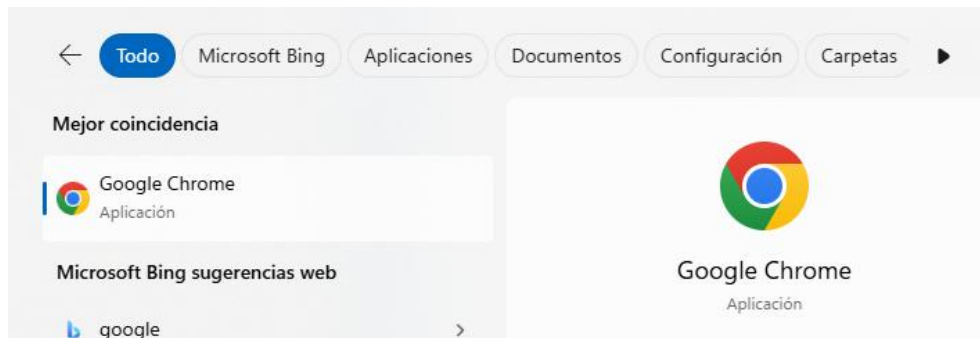 Todo Microsoft Bing Aplicaciones Documentos Configuración Carpetas
Mejor coincidencia
Google Chrome
Aplicación
Microsoft Bing sugerencias web
google
Google Chrome
Aplicación